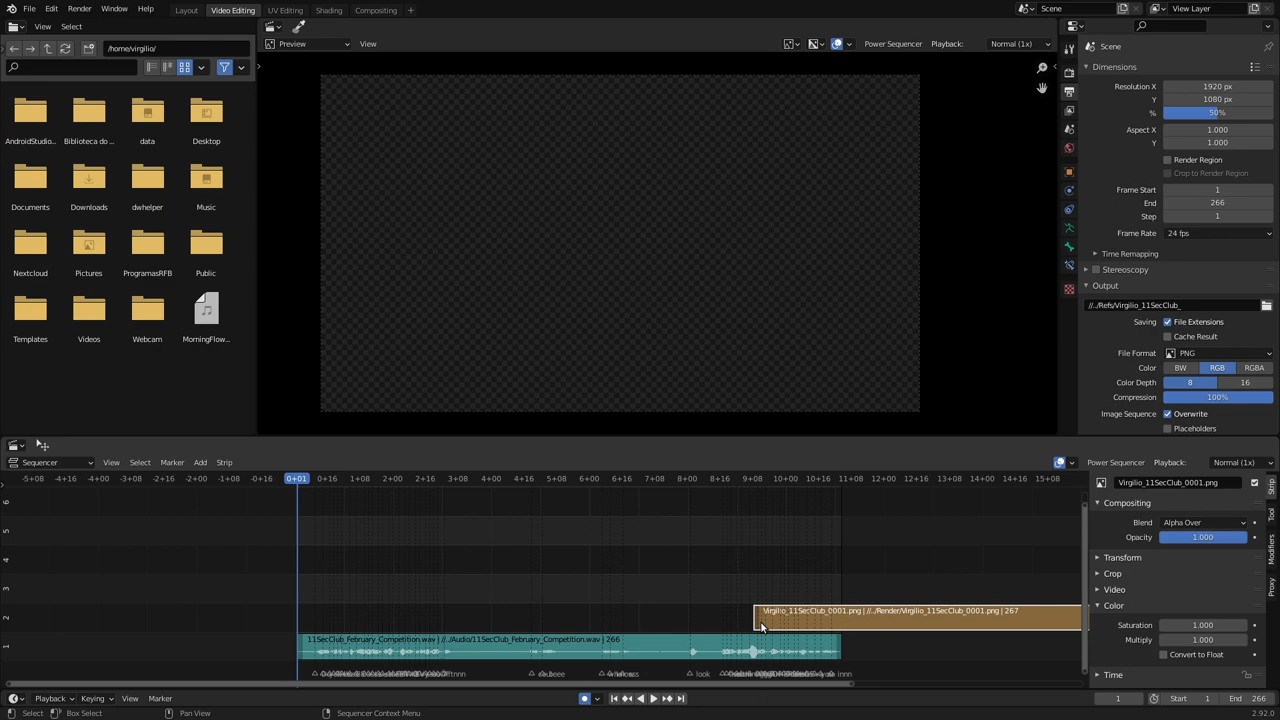 File Edit Render Window Help Layout Video Editing UV Editing Shading Compositing + Scene View Layer
View Select Preview View Power Sequencer Playback: Normal (1x)
/home/virgilio/ Scene
Dimensions
Resolution X 1920 px
Y 1080 px
% 50%
Aspect X 1.000
Y 1.000
AndroidStudio... Biblioteca do ... data Desktop
Render Region
Crop to Render Region
Frame Start 1
End 266
Step 1
Documents Downloads dwhelper Music
Frame Rate 24 fps
Time Remapping
Stereoscopy
Nextcloud Pictures ProgramasRFB Public
Output
//../Refs/Virgilio_11SecClub_
Saving File Extensions
Cache Result
Templates Videos Webcam MorningFlow...
File Format PNG
Color BW RGB RGBA
Color Depth 8 16
Compression 100%
Image Sequence Overwrite
Placeholders
Sequencer View Select Marker Add Strip Power Sequencer Playback: Normal (1x)
-5+08 -4+16 -4+00 -3+08 -2+16 -2+00 -1+08 -0+16 0+01 0+16 1+08 2+00 2+16 3+08 4+00 4+16 5+08 6+00 6+16 7+08 8+00 8+16 9+08 10+00 10+16 11+08 12+00 12+16 13+08 14+00 14+16 15+08
Virgilio_11SecClub_0001.png
Strip
Tool
Modifiers
Proxy
6
Compositing
Blend Alpha Over
5
Opacity 1.000
4
Transform
Crop
3
Video
Color
2
Virgilio_11SecClub_0001.png | //../Render/Virgilio_11SecClub_0001.png | 267
Saturation 1.000
1
11SecClub_February_Competition.wav | //../Audio/11SecClub_February_Competition.wav | 266
Multiply 1.000
Convert to Float
look
Time
Playback Keying View Marker 1 Start 1 End 266
Select Box Select Pan View Sequencer Context Menu 2.92.0